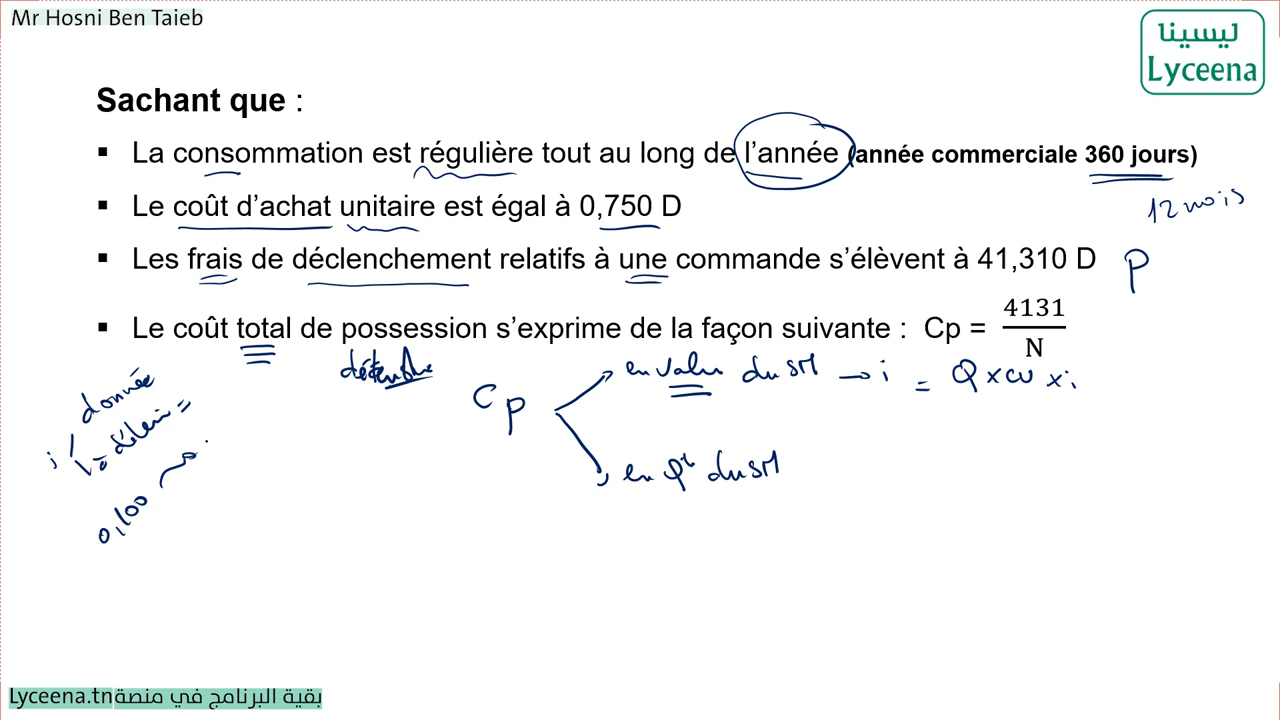 Mr Hosni Ben Taieb
ليسينا
Lyceena
Sachant que :
▪ La consommation est régulière tout au long de l’année (année commerciale 360 jours)
12 mois
▪ Le coût d’achat unitaire est égal à 0,750 D
▪ Les frais de déclenchement relatifs à une commande s’élèvent à 41,310 D P
▪ Le coût total de possession s’exprime de la façon suivante : Cp = 4131/N
en valeur du SM → i = Q x CU x i
donnée
Cp
i
en Qté du SM
0,100
Lyceena.tn بقية البرنامج في منصة